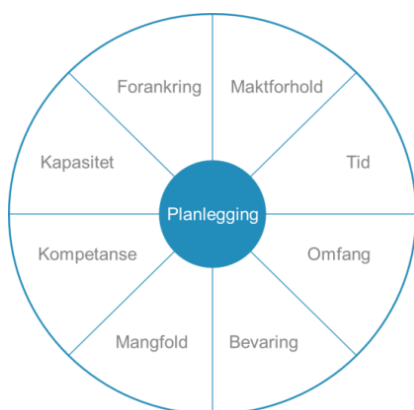 Forankring
Maktforhold
Kapasitet
Tid
Planlegging
Kompetanse
Omfang
Mangfold
Bevaring